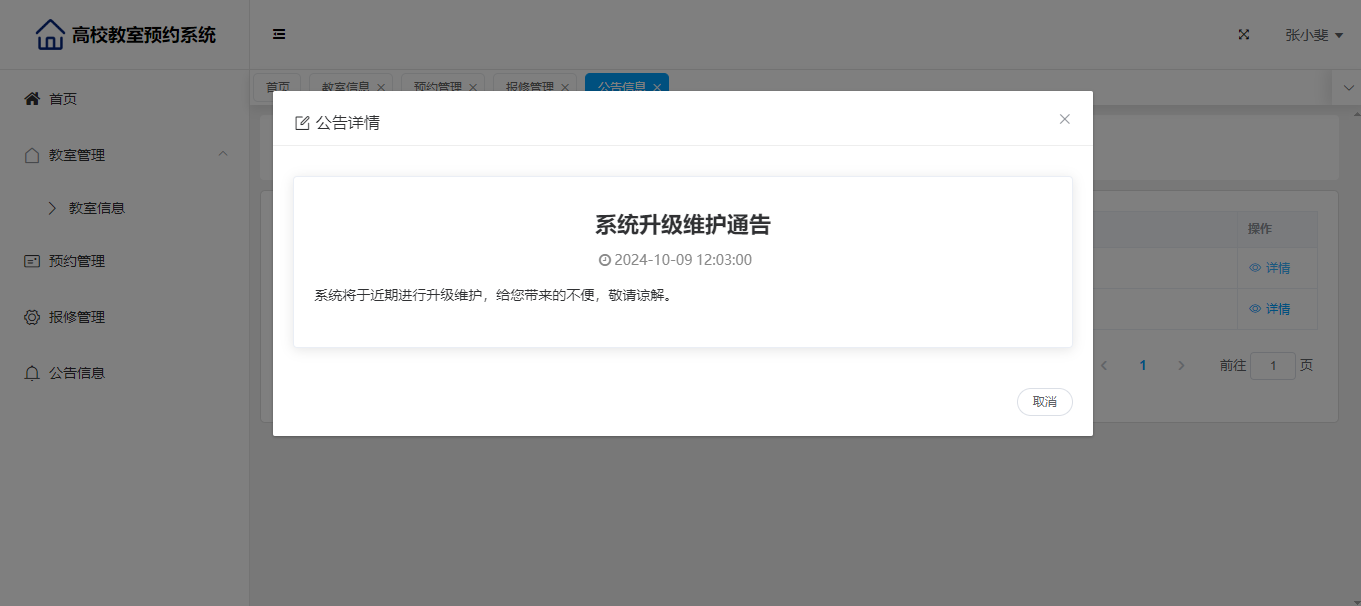 高校教室预约系统
张小斐
首页
教室信息
预约管理
报修管理
公告信息
首页
教室管理
教室信息
预约管理
报修管理
公告信息
公告详情
系统升级维护通告
2024-10-09 12:03:00
系统将于近期进行升级维护，给您带来的不便，敬请谅解。
取消
操作
详情
详情
1
前往 1 页